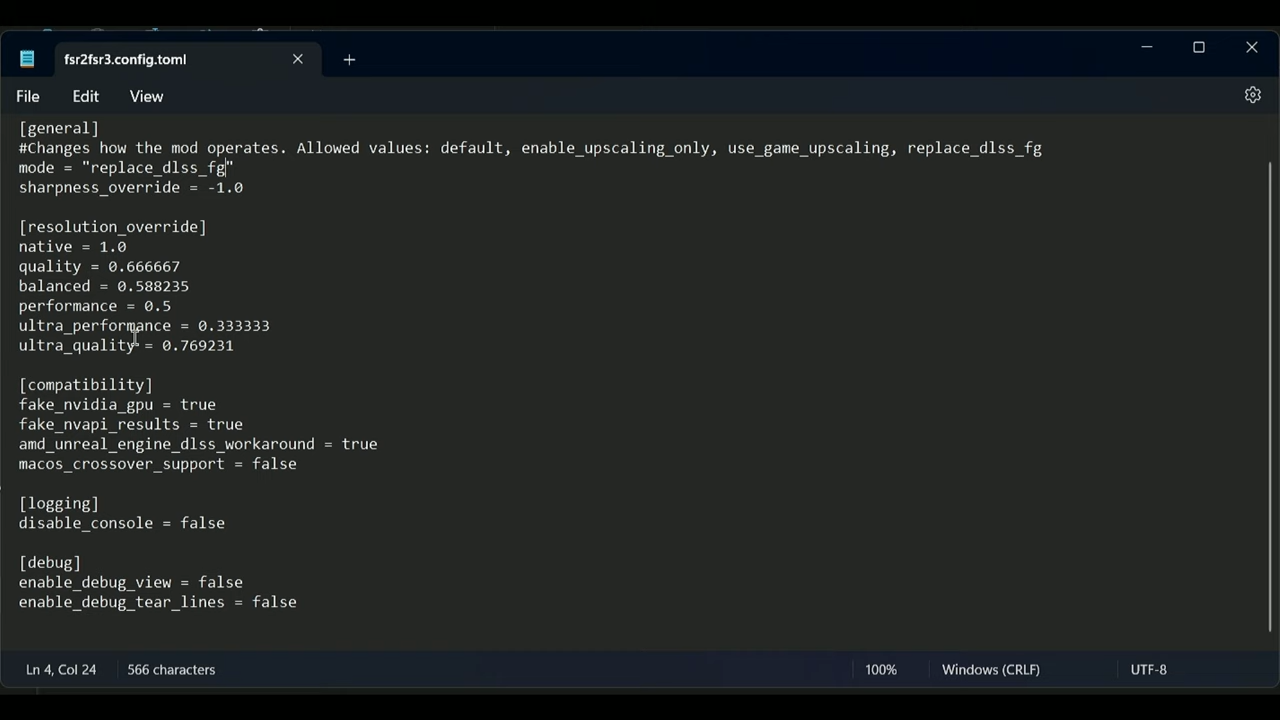 fsr2fsr3.config.toml
File Edit View
[general]
#Changes how the mod operates. Allowed values: default, enable_upscaling_only, use_game_upscaling, replace_dlss_fg
mode = "replace_dlss_fg"
sharpness_override = -1.0
[resolution_override]
native = 1.0
quality = 0.666667
balanced = 0.588235
performance = 0.5
ultra_performance = 0.333333
ultra_quality = 0.769231
[compatibility]
fake_nvidia_gpu = true
fake_nvapi_results = true
amd_unreal_engine_dlss_workaround = true
macos_crossover_support = false
[logging]
disable_console = false
[debug]
enable_debug_view = false
enable_debug_tear_lines = false
Ln 4, Col 24 566 characters 100% Windows (CRLF) UTF-8